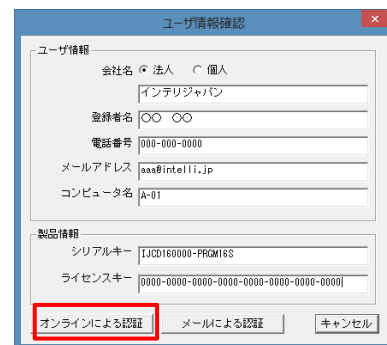 ユーザ情報確認
ユーザ情報
会社名 法人 個人
インテリジャパン
登録者名 〇〇 〇〇
電話番号 000-000-0000
メールアドレス aaa@intelli.jp
コンピュータ名 A-01
製品情報
シリアルキー IJCD160000-PRGM16S
ライセンスキー 0000-0000-0000-0000-0000-0000-0000-0000
オンラインによる認証 メールによる認証 キャンセル